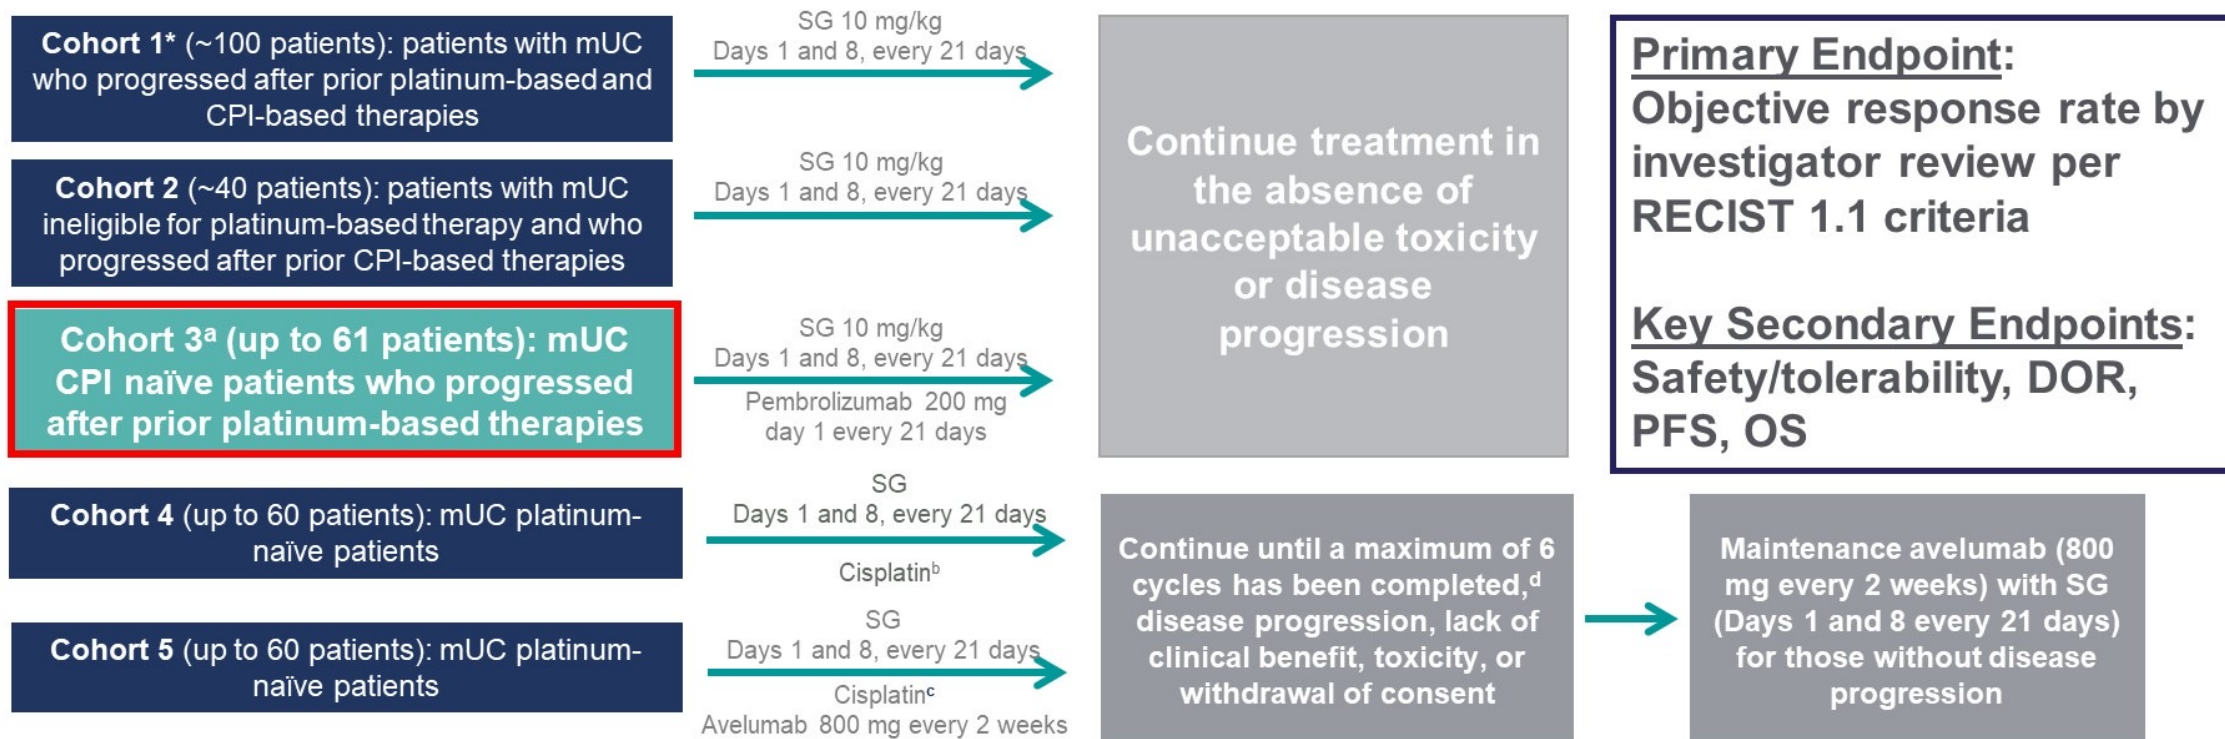 Cohort 1* (~100 patients): patients with mUC
who progressed after prior platinum-based and
CPI-based therapies
SG 10 mg/kg
Days 1 and 8, every 21 days
Cohort 2 (~40 patients): patients with mUC
ineligible for platinum-based therapy and who
progressed after prior CPI-based therapies
SG 10 mg/kg
Days 1 and 8, every 21 days
Cohort 3ᵃ (up to 61 patients): mUC
CPI naïve patients who progressed
after prior platinum-based therapies
SG 10 mg/kg
Days 1 and 8, every 21 days
Pembrolizumab 200 mg
day 1 every 21 days
Continue treatment in
the absence of
unacceptable toxicity
or disease
progression
Primary Endpoint:
Objective response rate by
investigator review per
RECIST 1.1 criteria
Key Secondary Endpoints:
Safety/tolerability, DOR,
PFS, OS
Cohort 4 (up to 60 patients): mUC platinum-
naïve patients
SG
Days 1 and 8, every 21 days
Cisplatinᵇ
Cohort 5 (up to 60 patients): mUC platinum-
naïve patients
SG
Days 1 and 8, every 21 days
Cisplatinᶜ
Avelumab 800 mg every 2 weeks
Continue until a maximum of 6
cycles has been completed,ᵈ
disease progression, lack of
clinical benefit, toxicity, or
withdrawal of consent
Maintenance avelumab (800
mg every 2 weeks) with SG
(Days 1 and 8 every 21 days)
for those without disease
progression